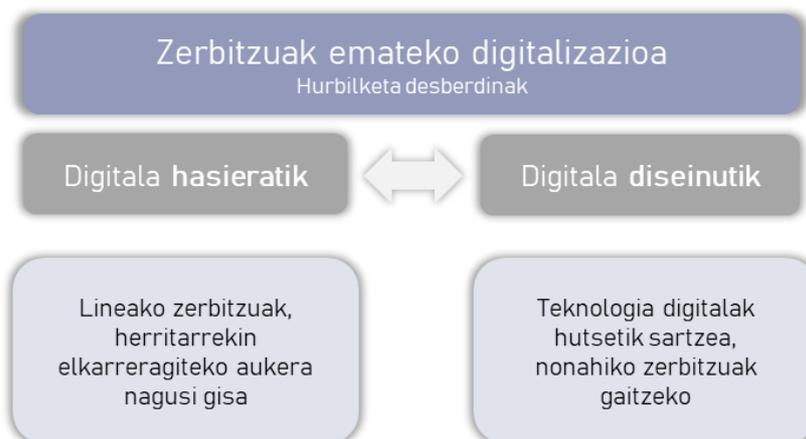 Zerbitzuak emateko digitalizazioa
Hurbilketa desberdinak
Digitala hasieratik
Digitala diseinutik
Lineako zerbitzuak,
herritarrekin
elkarreragiteko aukera
nagusi gisa
Teknologia digitalak
hutsetik sartzea,
nonahiko zerbitzuak
gaitzeko